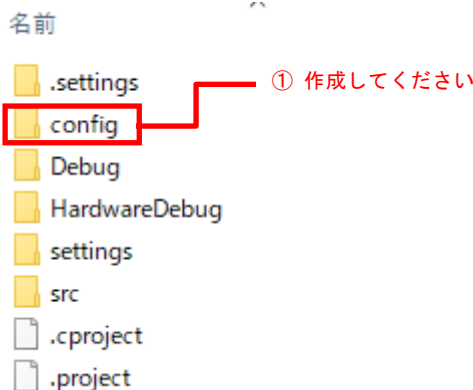 名前
.settings
① 作成してください
config
Debug
HardwareDebug
settings
src
.cproject
.project